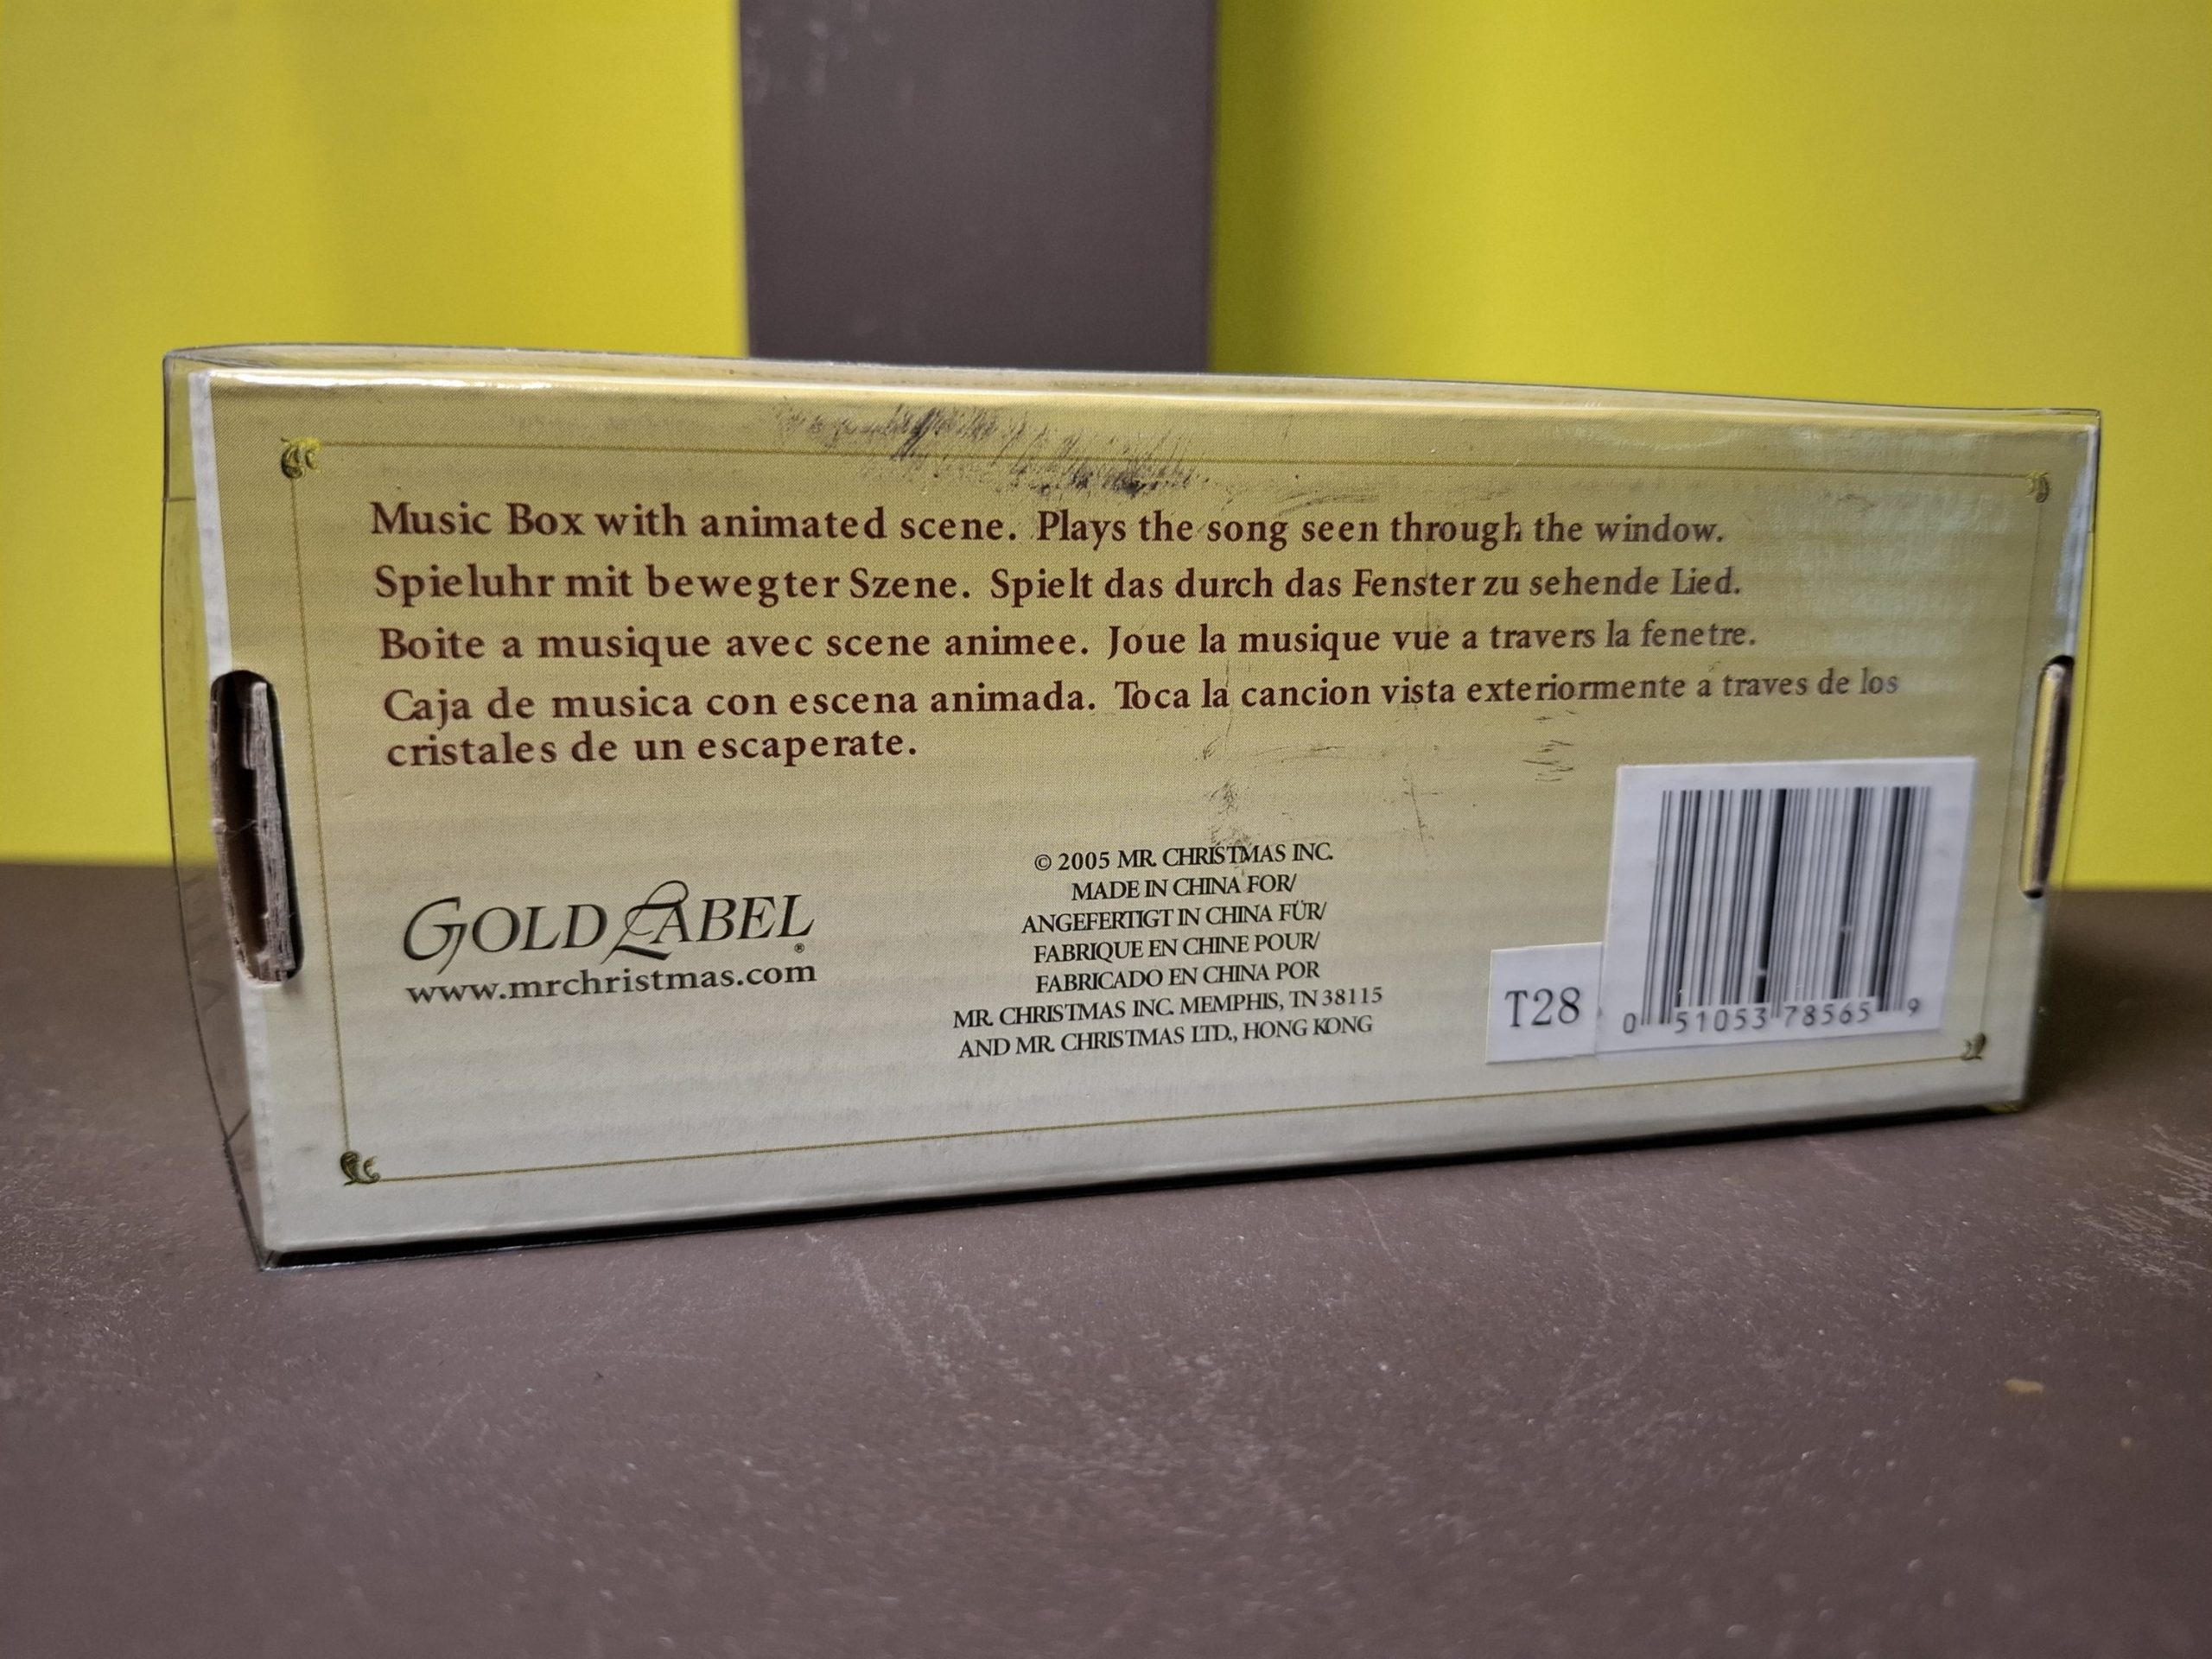 Music Box with animated scene. Plays the song seen through the window.
Spieluhr mit bewegter Szene. Spielt das durch das Fenster zu sehende Lied.
Boite a musique avec scene animee. Joue la musique vue a travers la fenetre.
Caja de musica con escena animada. Toca la cancion vista exteriormente a traves de los
cristales de un escaperate.
GOLD LABEL®
www.mrchristmas.com
© 2005 MR. CHRISTMAS INC.
MADE IN CHINA FOR/
ANGEFERTIGT IN CHINA FÜR/
FABRIQUE EN CHINE POUR/
FABRICADO EN CHINA POR
MR. CHRISTMAS INC. MEMPHIS, TN 38115
AND MR. CHRISTMAS LTD., HONG KONG
T28
0 51053 78565 9